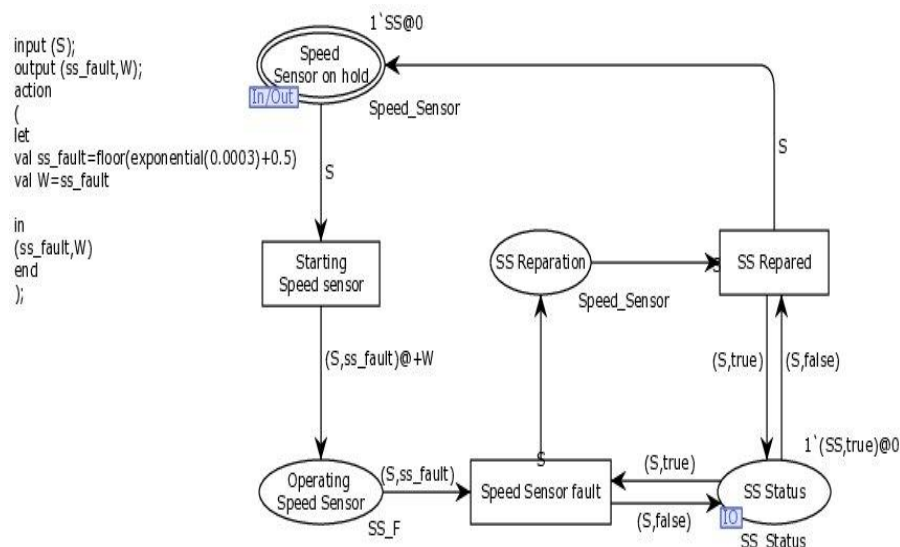 1`SS@0
input (S);
output (ss_fault,W);
action
(
let
val ss_fault=floor(exponential(0.0003)+0.5)
val W=ss_fault
in
(ss_fault,W)
end
);
Speed
Sensor on hold
In/Out
Speed_Sensor
S
S
Starting
Speed sensor
SS Reparation
Speed_Sensor
S
SS Repared
(S,ss_fault)@+W
(S,true)
(S,false)
1`(SS,true)@0
Operating
Speed Sensor
SS_F
(S,ss_fault)
S
Speed Sensor fault
(S,true)
(S,false)
SS Status
IO
SS_Status